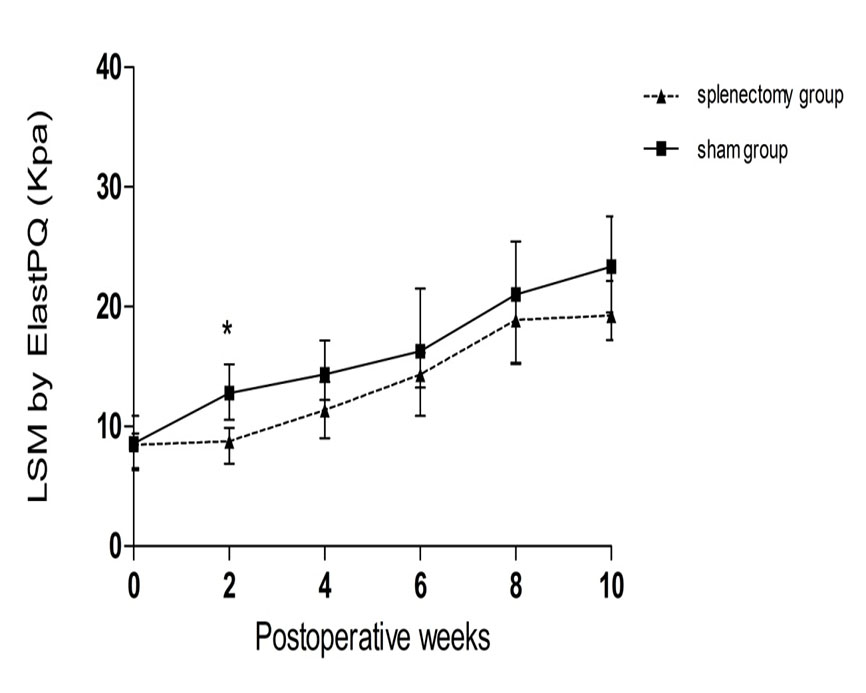 40
30
20
10
0
LSM by ElastPQ (Kpa)
*
splenectomy group
sham group
0 2 4 6 8 10
Postoperative weeks